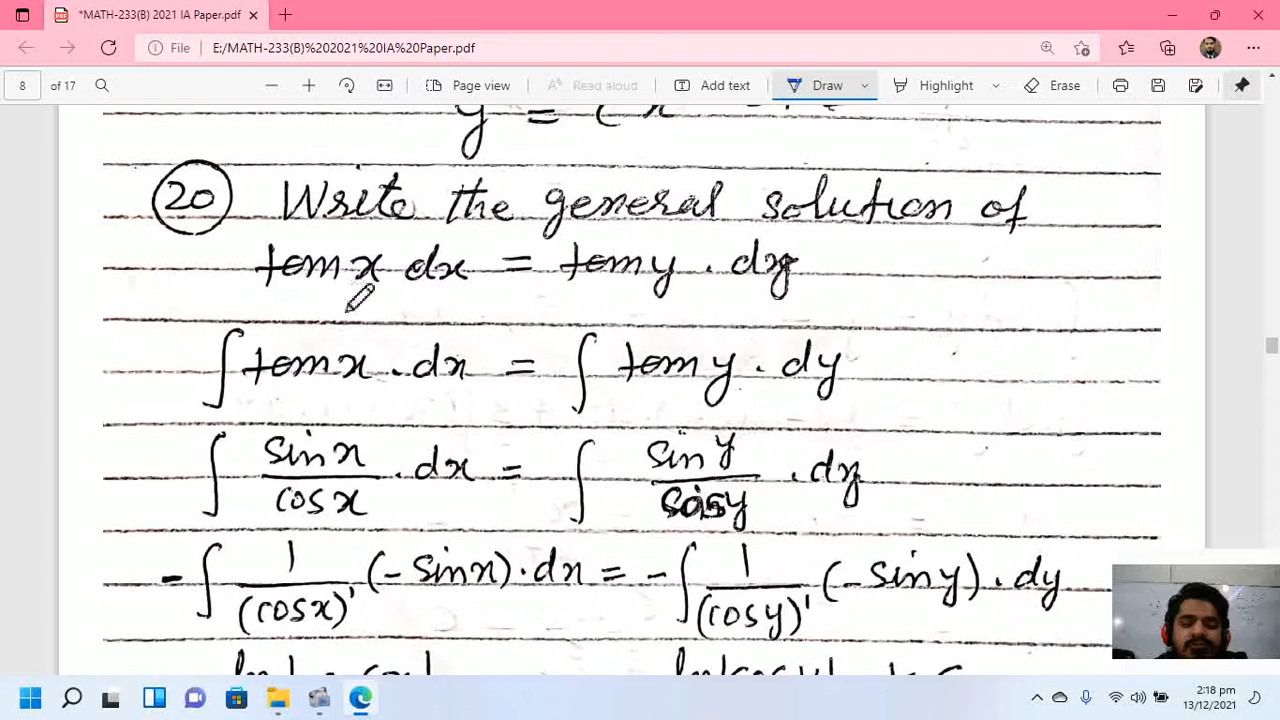 *MATH-233(B) 2021 IA Paper.pdf
File E:/MATH-233(B)%202021%20IA%20Paper.pdf
8 of 17 Page view Read aloud Add text Draw Highlight Erase
y = (x
20 Write the general solution of
tan x dx = tan y . dy
∫ tan x . dx = ∫ tan y . dy
∫ sin x / cos x . dx = ∫ sin y / cos y . dy
- ∫ 1 / (cos x)' (- sin x) . dx = - ∫ 1 / (cos y)' (- sin y) . dy
2:18 pm
13/12/2021